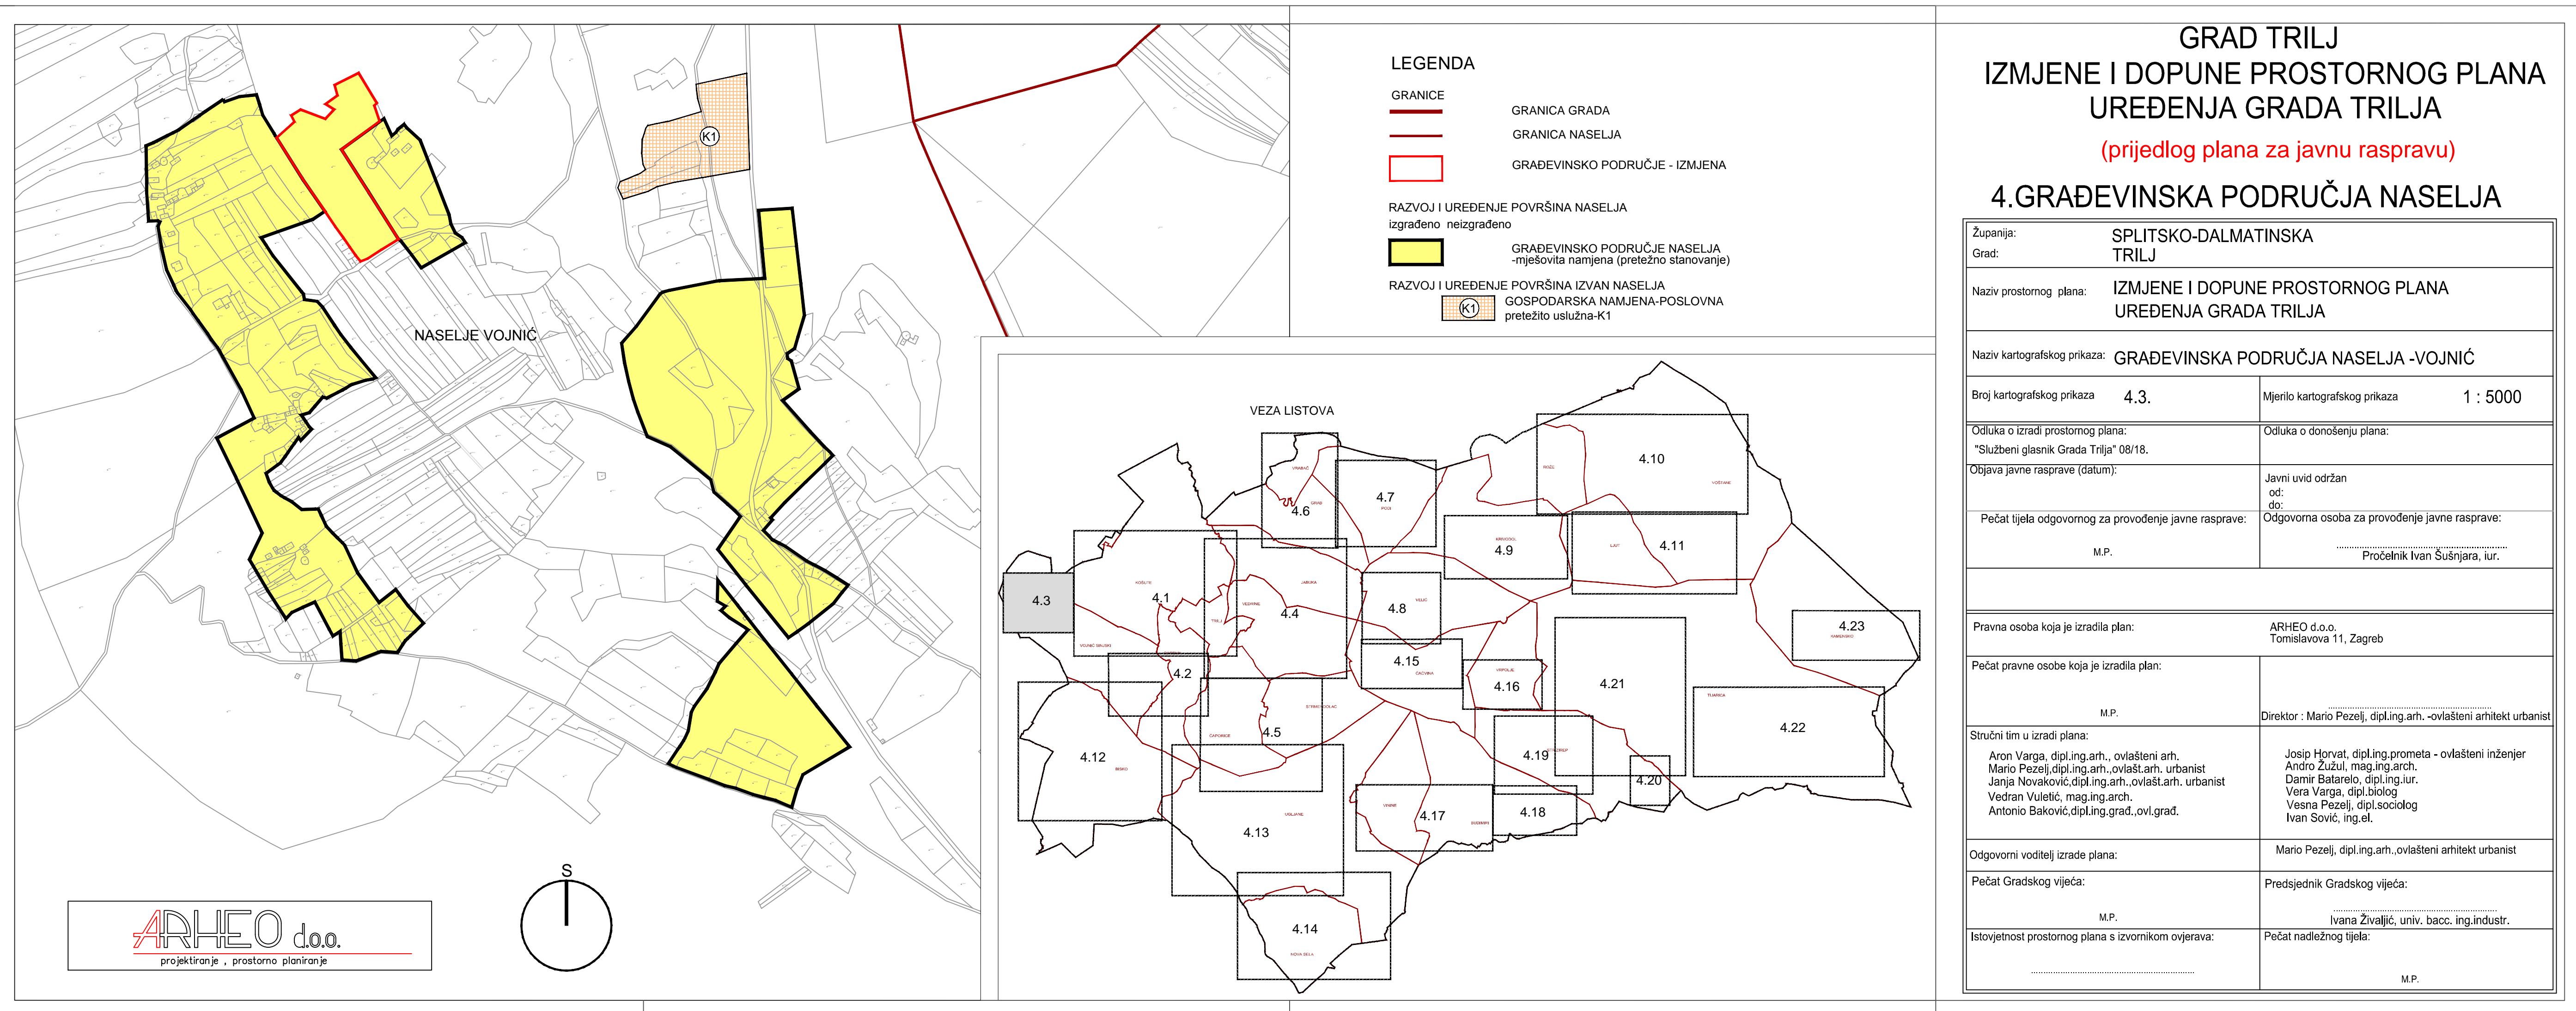 K1
NASELJE VOJNIĆ
S
ARHEO d.o.o.
projektiranje , prostorno planiranje
LEGENDA
GRANICE
GRANICA GRADA
GRANICA NASELJA
GRAĐEVINSKO PODRUČJE - IZMJENA
RAZVOJ I UREĐENJE POVRŠINA NASELJA
izgrađeno neizgrađeno
GRAĐEVINSKO PODRUČJE NASELJA
-mješovita namjena (pretežno stanovanje)
RAZVOJ I UREĐENJE POVRŠINA IZVAN NASELJA
K1
GOSPODARSKA NAMJENA-POSLOVNA
pretežito uslužna-K1
VEZA LISTOVA
4.10
4.7
4.6
4.9
4.11
4.3
4.1
4.4
4.8
4.23
4.15
4.2
4.16
4.21
4.22
4.5
4.12
4.19
4.20
4.13
4.17
4.18
4.14
GRAD TRILJ
IZMJENE I DOPUNE PROSTORNOG PLANA
UREĐENJA GRADA TRILJA
(prijedlog plana za javnu raspravu)
4.GRAĐEVINSKA PODRUČJA NASELJA
Županija: SPLITSKO-DALMATINSKA
Grad: TRILJ
Naziv prostornog plana: IZMJENE I DOPUNE PROSTORNOG PLANA
UREĐENJA GRADA TRILJA
Naziv kartografskog prikaza: GRAĐEVINSKA PODRUČJA NASELJA -VOJNIĆ
Broj kartografskog prikaza 4.3.
Mjerilo kartografskog prikaza 1 : 5000
Odluka o izradi prostornog plana:
"Službeni glasnik Grada Trilja" 08/18.
Odluka o donošenju plana:
Objava javne rasprave (datum):
Javni uvid održan
od:
do:
Pečat tijela odgovornog za provođenje javne rasprave:
M.P.
Odgovorna osoba za provođenje javne rasprave:
Pročelnik Ivan Šušnjara, iur.
Pravna osoba koja je izradila plan:
ARHEO d.o.o.
Tomislavova 11, Zagreb
Pečat pravne osobe koja je izradila plan:
M.P.
Direktor : Mario Pezelj, dipl.ing.arh. -ovlašteni arhitekt urbanist
Stručni tim u izradi plana:
Aron Varga, dipl.ing.arh., ovlašteni arh.
Mario Pezelj,dipl.ing.arh.,ovlašt.arh. urbanist
Janja Novaković,dipl.ing.arh.,ovlašt.arh. urbanist
Vedran Vuletić, mag.ing.arch.
Antonio Baković,dipl.ing.građ.,ovl.građ.
Josip Horvat, dipl.ing.prometa - ovlašteni inženjer
Andro Žužul, mag.ing.arch.
Damir Batarelo, dipl.ing.iur.
Vera Varga, dipl.biolog
Vesna Pezelj, dipl.sociolog
Ivan Sović, ing.el.
Odgovorni voditelj izrade plana:
Mario Pezelj, dipl.ing.arh.,ovlašteni arhitekt urbanist
Pečat Gradskog vijeća:
M.P.
Predsjednik Gradskog vijeća:
Ivana Živaljić, univ. bacc. ing.industr.
Istovjetnost prostornog plana s izvornikom ovjerava:
Pečat nadležnog tijela:
M.P.